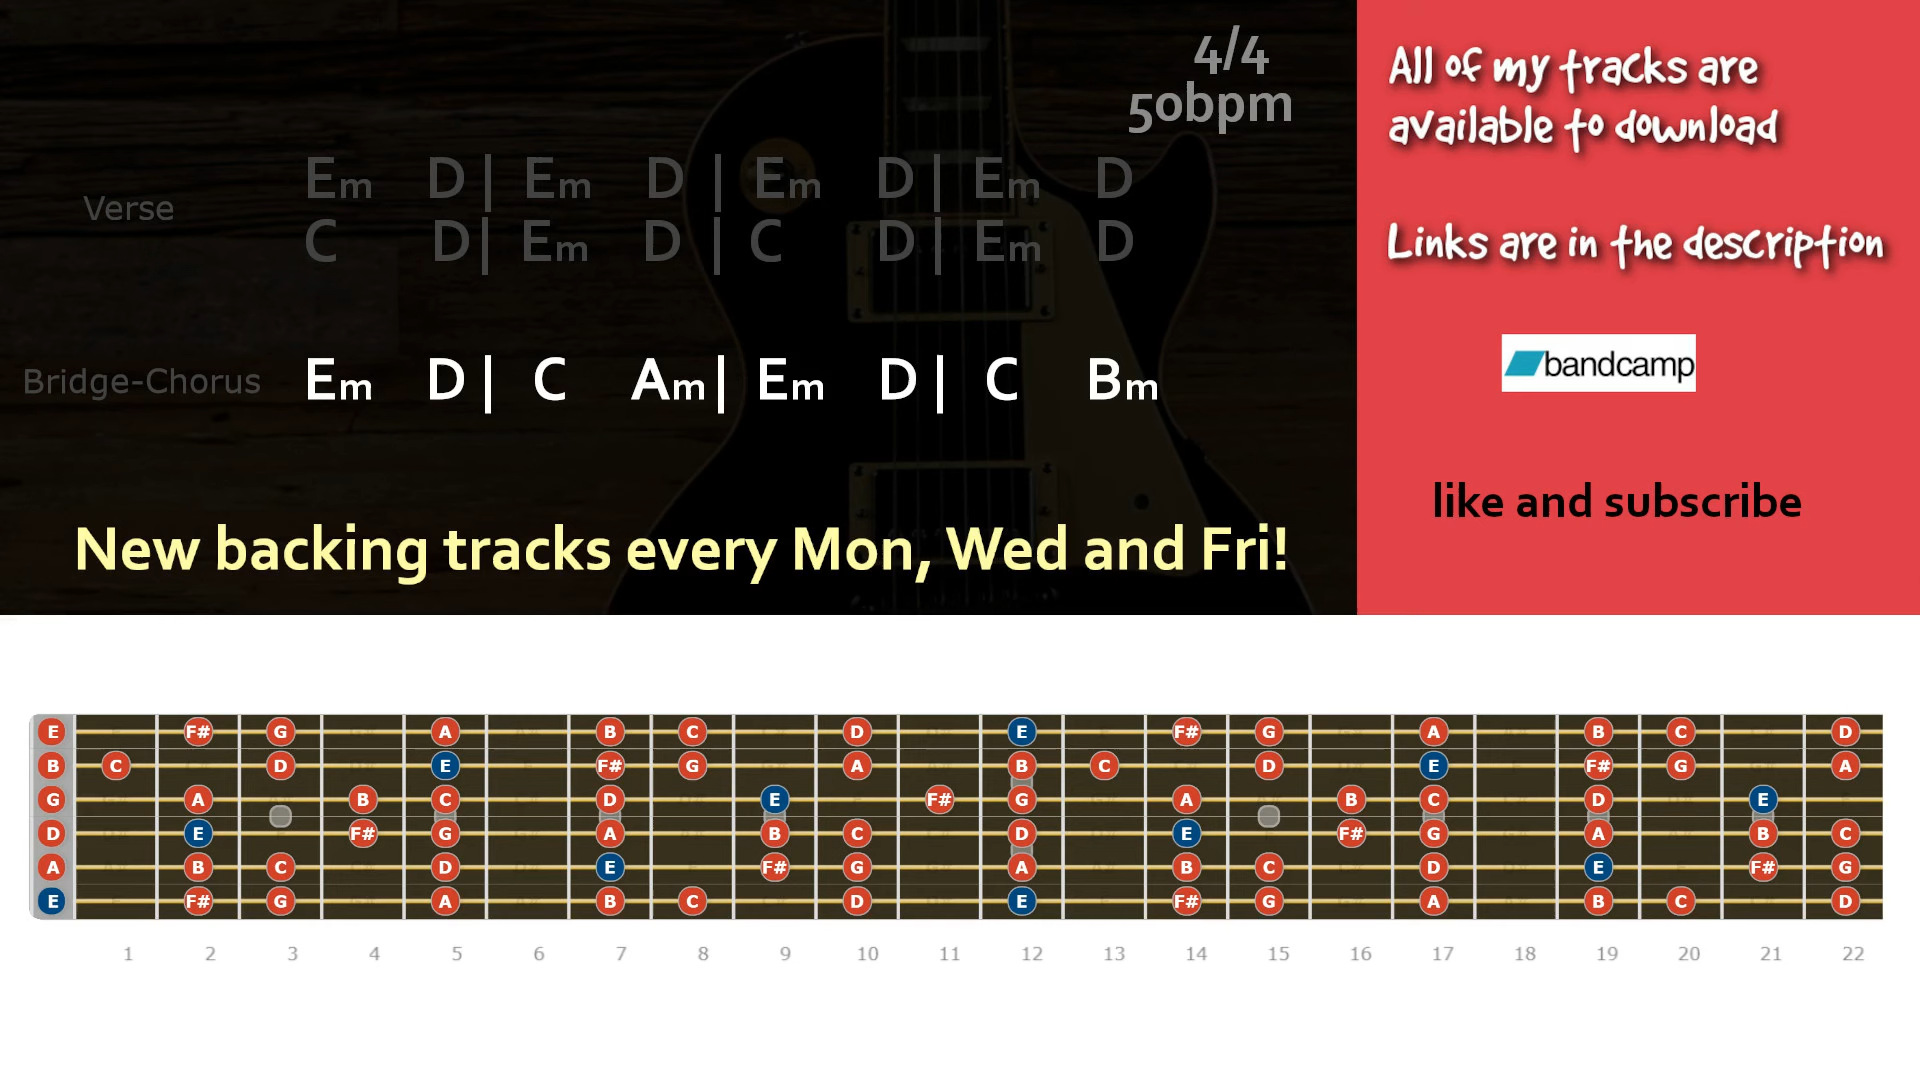 4/4
50bpm
Verse
Em D | Em D | Em D | Em D
C D | Em D | C D | Em D
Bridge-Chorus Em D | C Am | Em D | C Bm
New backing tracks every Mon, Wed and Fri!
All of my tracks are
available to download
Links are in the description
bandcamp
like and subscribe
E F# G A B C D E F# G A B C D
B C D E F# G A B C D E F# G A
G A B C D E F# G A B C D E
D E F# G A B C D E F# G A B C
A B C D E F# G A B C D E F# G
E F# G A B C D E F# G A B C D
1 2 3 4 5 6 7 8 9 10 11 12 13 14 15 16 17 18 19 20 21 22